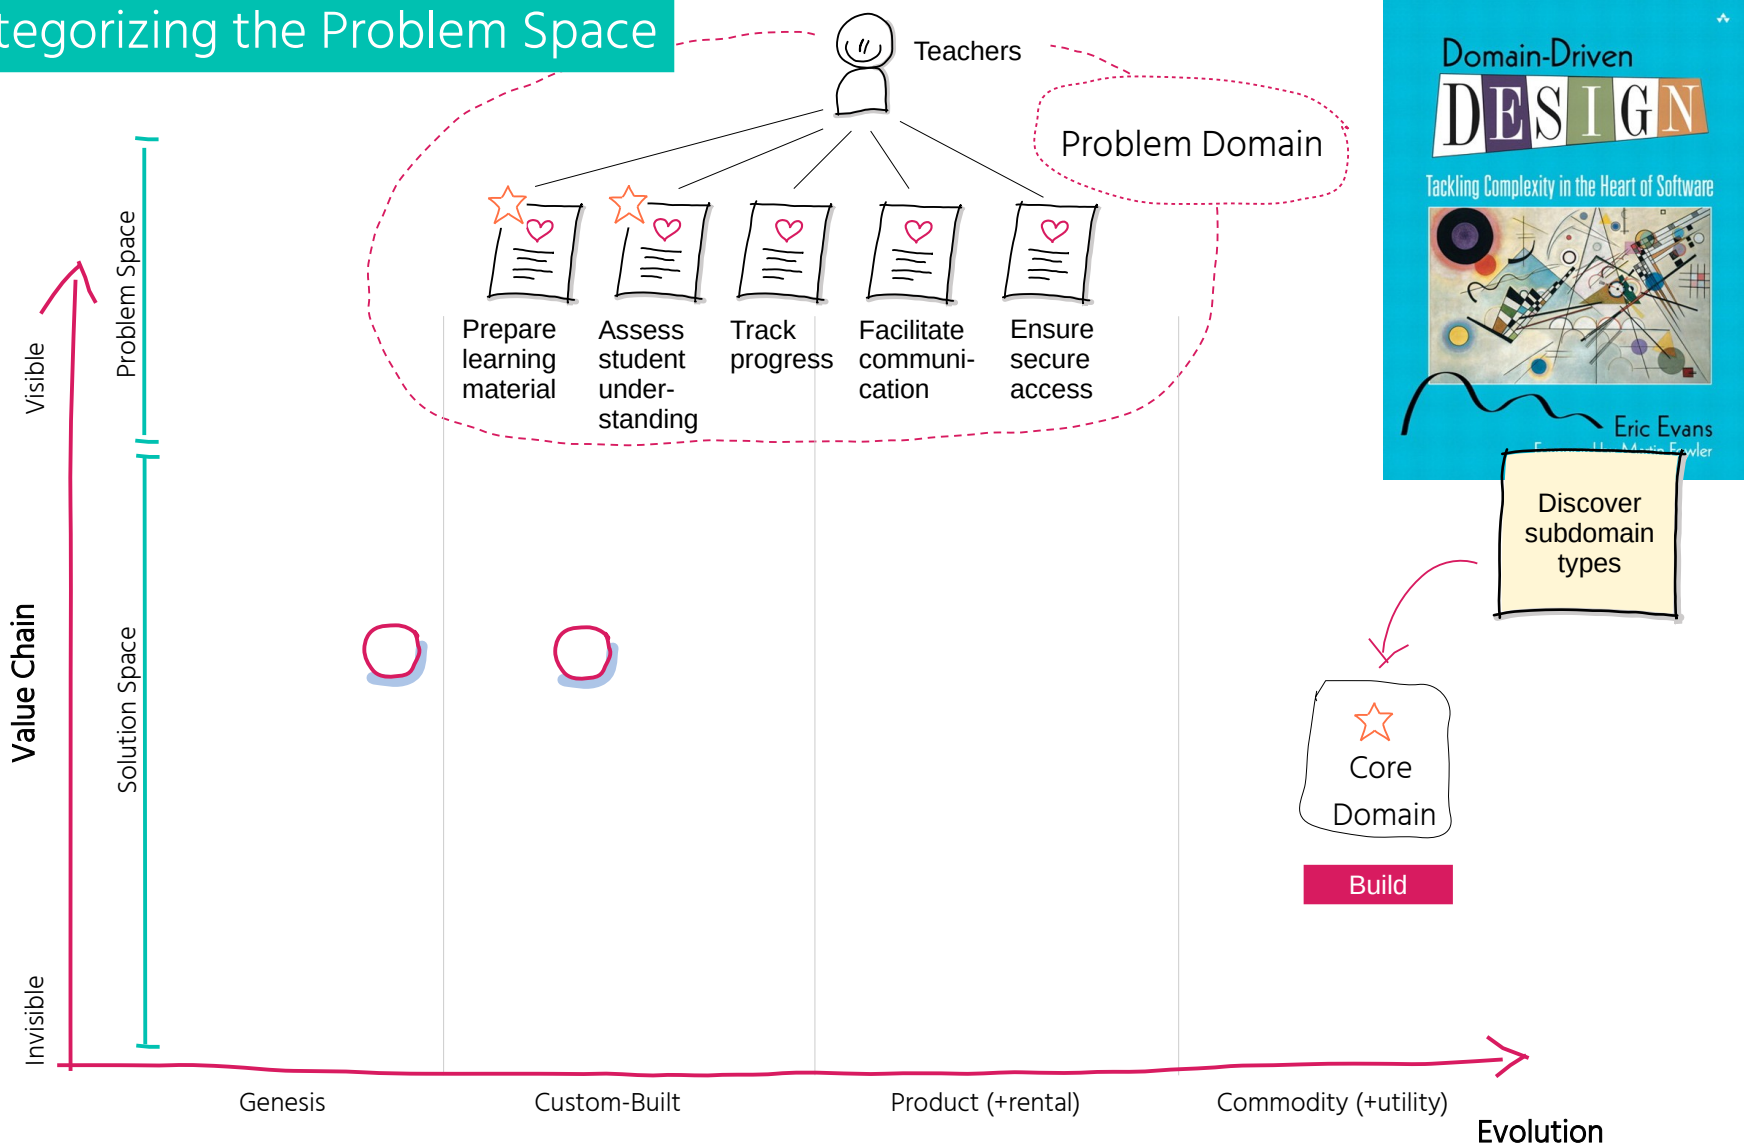 tegorizing the Problem Space
Teachers
Problem Domain
Prepare
learning
material
Assess
student
under-
standing
Track
progress
Facilitate
communi-
cation
Ensure
secure
access
Domain-Driven
DESIGN
Tackling Complexity in the Heart of Software
Eric Evans
Discover
subdomain
types
Core
Domain
Build
Value Chain
Visible
Invisible
Problem Space
Solution Space
Genesis
Custom-Built
Product (+rental)
Commodity (+utility)
Evolution